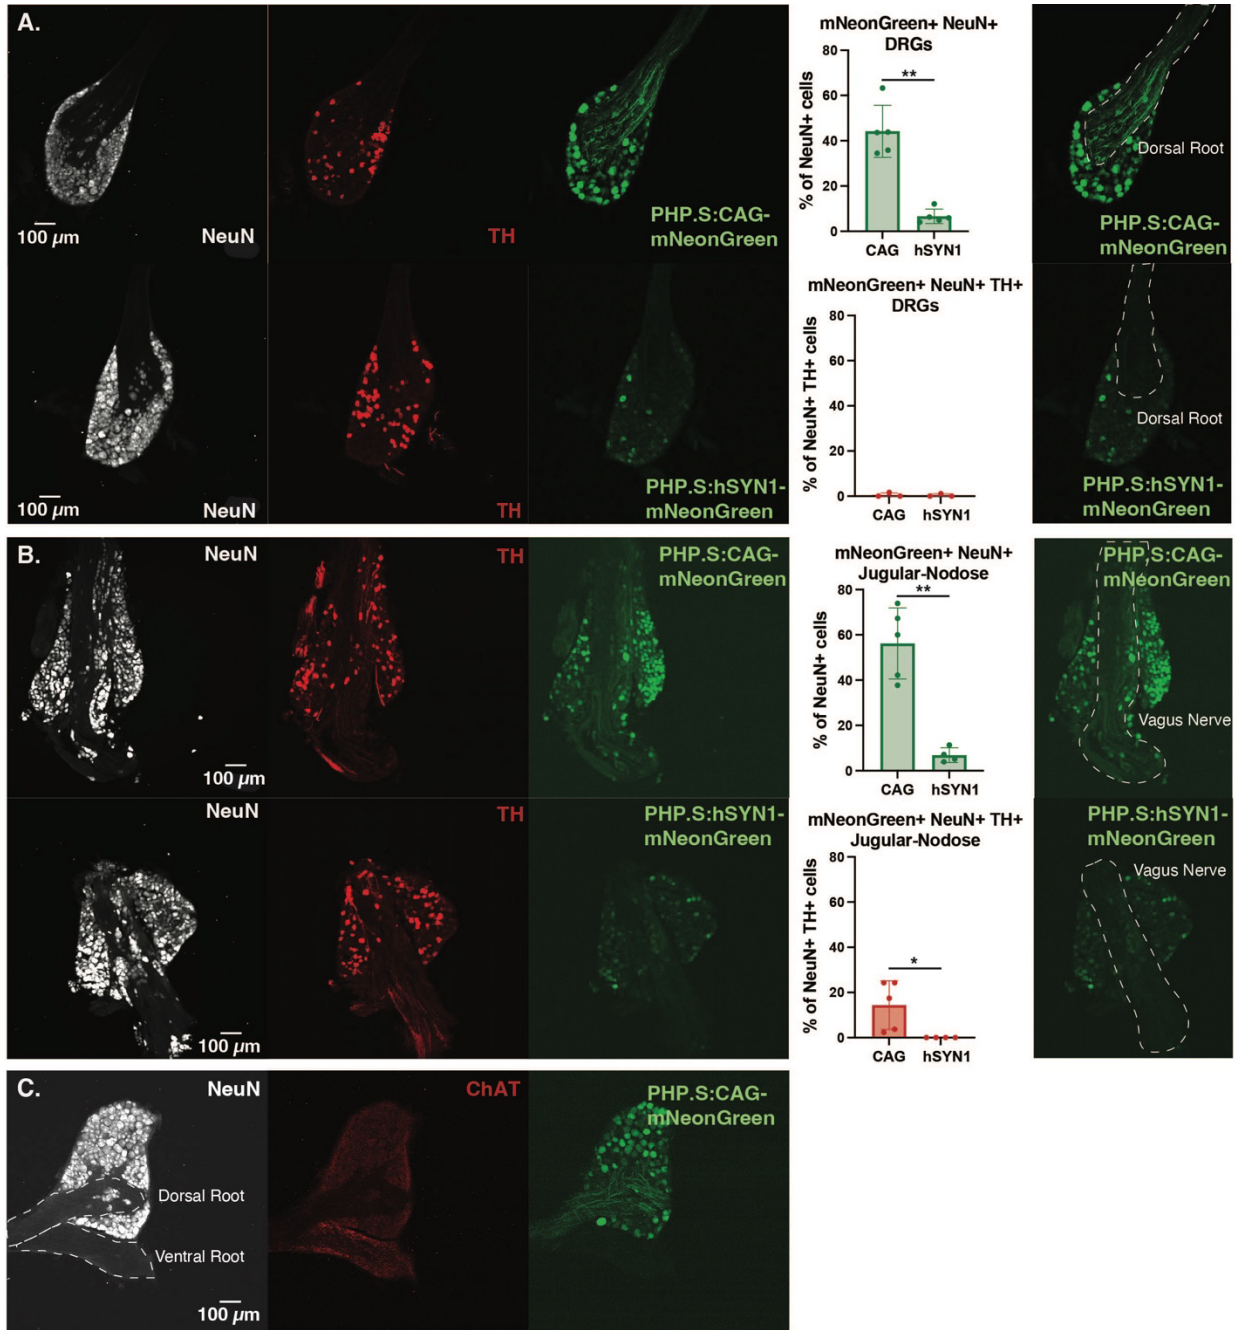 A.
NeuN
100 µm
TH
PHP.S:CAG-
mNeonGreen
mNeonGreen+ NeuN+
DRGs
% of NeuN+ cells
80
60
40
20
0
**
CAG
hSYN1
Dorsal Root
PHP.S:CAG-
mNeonGreen
NeuN
100 µm
TH
PHP.S:hSYN1-
mNeonGreen
mNeonGreen+ NeuN+ TH+
DRGs
% of NeuN+ TH+ cells
80
60
40
20
0
CAG
hSYN1
Dorsal Root
PHP.S:hSYN1-
mNeonGreen
B.
NeuN
100 µm
TH
PHP.S:CAG-
mNeonGreen
mNeonGreen+ NeuN+
Jugular-Nodose
% of NeuN+ cells
80
60
40
20
0
**
CAG
hSYN1
PHP.S:CAG-
mNeonGreen
Vagus Nerve
NeuN
100 µm
TH
PHP.S:hSYN1-
mNeonGreen
mNeonGreen+ NeuN+ TH+
Jugular-Nodose
% of NeuN+ TH+ cells
80
60
40
20
0
*
CAG
hSYN1
PHP.S:hSYN1-
mNeonGreen
Vagus Nerve
C.
NeuN
Dorsal Root
Ventral Root
100 µm
ChAT
PHP.S:CAG-
mNeonGreen